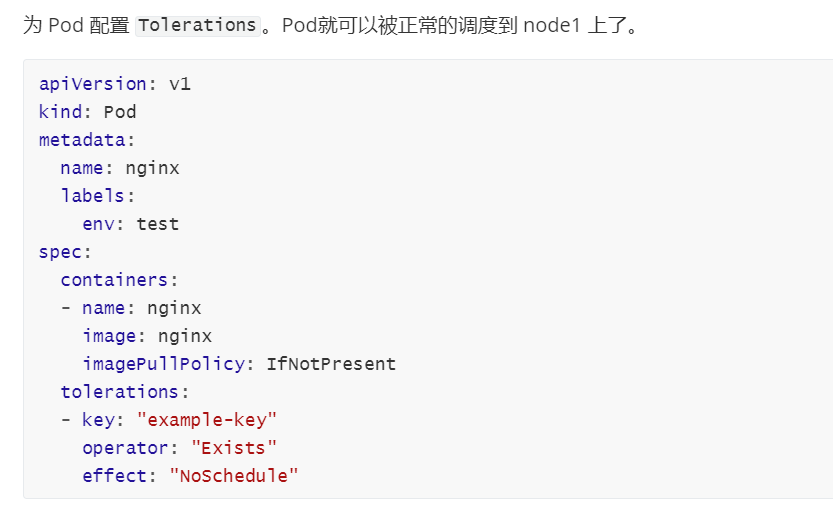 为 Pod 配置 Tolerations。Pod就可以被正常的调度到 node1 上了。
apiVersion: v1
kind: Pod
metadata:
  name: nginx
  labels:
    env: test
spec:
  containers:
  - name: nginx
    image: nginx
    imagePullPolicy: IfNotPresent
  tolerations:
  - key: "example-key"
    operator: "Exists"
    effect: "NoSchedule"